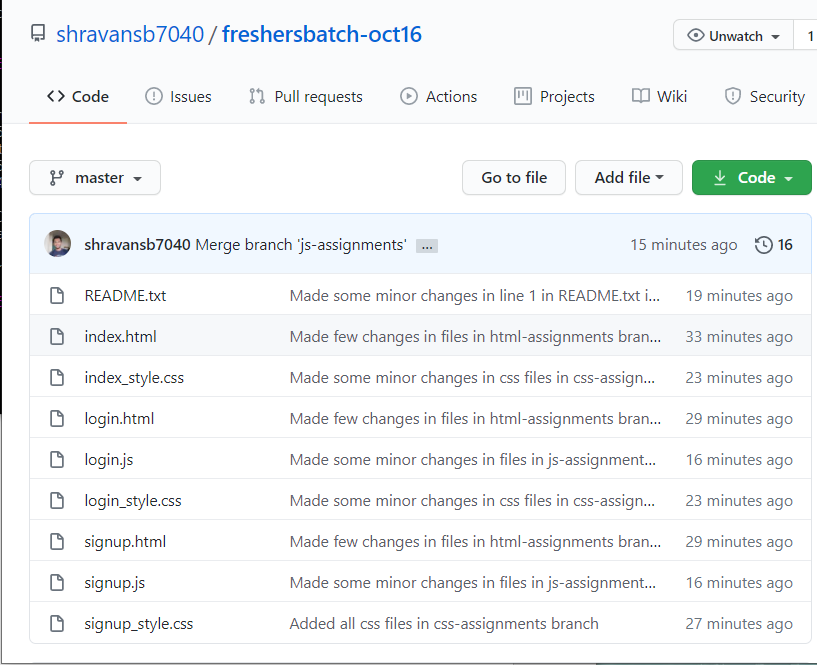 shravansb7040 / freshersbatch-oct16 Unwatch 1
Code Issues Pull requests Actions Projects Wiki Security
master Go to file Add file Code
shravansb7040 Merge branch 'js-assignments' ... 15 minutes ago 16
README.txt Made some minor changes in line 1 in README.txt i... 19 minutes ago
index.html Made few changes in files in html-assignments bran... 33 minutes ago
index_style.css Made some minor changes in css files in css-assign... 23 minutes ago
login.html Made few changes in files in html-assignments bran... 29 minutes ago
login.js Made some minor changes in files in js-assignment... 16 minutes ago
login_style.css Made some minor changes in css files in css-assign... 23 minutes ago
signup.html Made few changes in files in html-assignments bran... 29 minutes ago
signup.js Made some minor changes in files in js-assignment... 16 minutes ago
signup_style.css Added all css files in css-assignments branch 27 minutes ago